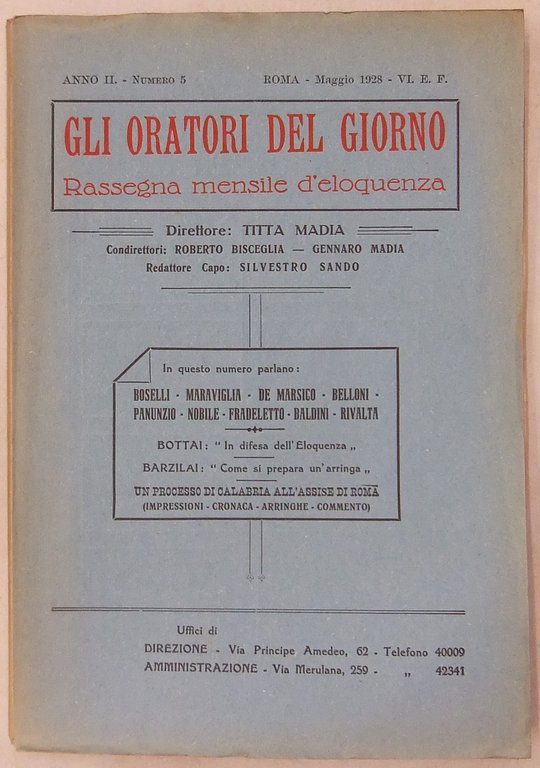 ANNO II. - NUMERO 5 ROMA - Maggio 1928 - VI. E. F.
GLI ORATORI DEL GIORNO
Rassegna mensile d'eloquenza
Direttore: TITTA MADIA
Condirettori: ROBERTO BISCEGLIA — GENNARO MADIA
Redattore Capo: SILVESTRO SANDO
In questo numero parlano:
BOSELLI - MARAVIGLIA - DE MARSICO - BELLONI -
PANUNZIO - NOBILE - FRADELETTO - BALDINI - RIVALTA
BOTTAI: “ In difesa dell'Eloquenza „
BARZILAI: “ Come si prepara un'arringa „
UN PROCESSO DI CALABRIA ALL'ASSISE DI ROMA
(IMPRESSIONI - CRONACA - ARRINGHE - COMMENTO)
Uffici di
DIREZIONE - Via Principe Amedeo, 62 - Telefono 40009
AMMINISTRAZIONE - Via Merulana, 259 - „ 42341